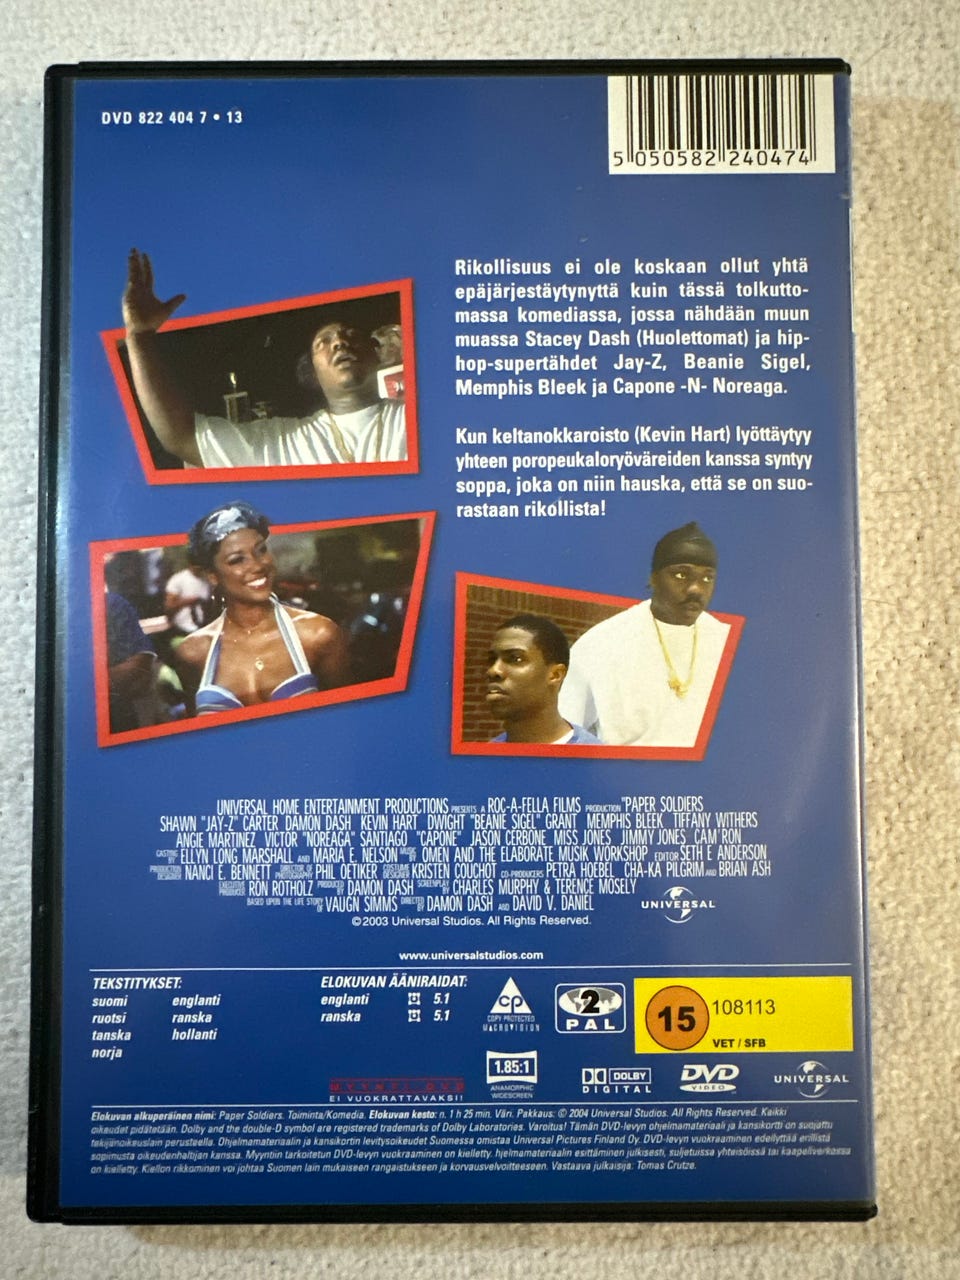 DVD 822 404 7 • 13
5 050582 240474
Rikollisuus ei ole koskaan ollut yhtä
epäjärjestäytynyttä kuin tässä tolkutto-
massa komediassa, jossa nähdään muun
muassa Stacey Dash (Huolettomat) ja hip-
hop-supertähdet Jay-Z, Beanie Sigel,
Memphis Bleek ja Capone -N- Noreaga.
Kun keltanokkaroisto (Kevin Hart) lyöttäytyy
yhteen poropeukaloryöväreiden kanssa syntyy
soppa, joka on niin hauska, että se on suo-
rastaan rikollista!
UNIVERSAL HOME ENTERTAINMENT PRODUCTIONS PRESENTS A ROC-A-FELLA FILMS PRODUCTION "PAPER SOLDIERS
SHAWN "JAY-Z" CARTER DAMON DASH KEVIN HART DWIGHT "BEANIE SIGEL" GRANT MEMPHIS BLEEK TIFFANY WITHERS
ANGIE MARTINEZ VICTOR "NOREAGA" SANTIAGO "CAPONE" JASON CERBONE MISS JONES JIMMY JONES CAM'RON
CASTING BY ELLYN LONG MARSHALL AND MARIA E. NELSON MUSIC BY OMEN AND THE ELABORATE MUSIK WORKSHOP EDITOR SETH E ANDERSON
PRODUCTION DESIGNER NANCI E. BENNETT DIRECTOR OF PHOTOGRAPHY PHIL OETIKER COSTUME DESIGNER KRISTEN COUCHOT CO-PRODUCERS PETRA HOEBEL CHA-KA PILGRIM AND BRIAN ASH
EXECUTIVE PRODUCER RON ROTHOLZ PRODUCED BY DAMON DASH SCREENPLAY BY CHARLES MURPHY & TERENCE MOSELY
BASED UPON THE LIFE STORY OF VAUGN SIMMS DIRECTED BY DAMON DASH AND DAVID V. DANIEL
UNIVERSAL
©2003 Universal Studios. All Rights Reserved.
www.universalstudios.com
TEKSTITYKSET:
suomi englanti
ruotsi ranska
tanska hollanti
norja
ELOKUVAN ÄÄNIRAIDAT:
englanti 5.1
ranska 5.1
CP
COPY PROTECTED
MACROVISION
2
PAL
15
108113
VET / SFB
MYYNTI DVD
EI VUOKRATTAVAKSI!
1.85:1
ANAMORPHIC
WIDESCREEN
DOLBY
DIGITAL
DVD
VIDEO
UNIVERSAL
Elokuvan alkuperäinen nimi: Paper Soldiers. Toiminta/Komedia. Elokuvan kesto: n. 1 h 25 min. Väri. Pakkaus: © 2004 Universal Studios. All Rights Reserved. Kaikki
oikeudet pidätetään. Dolby and the double-D symbol are registered trademarks of Dolby Laboratories. Varoitus! Tämän DVD-levyn ohjelmamateriaali ja kansikortti on suojattu
tekijänoikeuslain perusteella. Ohjelmamateriaalin ja kansikortin levitysoikeudet Suomessa omistaa Universal Pictures Finland Oy. DVD-levyn vuokraaminen edellyttää erillistä
sopimusta oikeudenhaltijan kanssa. Myyntiin tarkoitetun DVD-levyn vuokraaminen on kielletty. hjelmamateriaalin esittäminen julkisesti, suljetuissa yhteisöissä tai kaapeliverkossa
on kielletty. Kiellon rikkominen voi johtaa Suomen lain mukaiseen rangaistukseen ja korvausvelvoitteeseen. Vastaava julkaisija: Tomas Crutze.